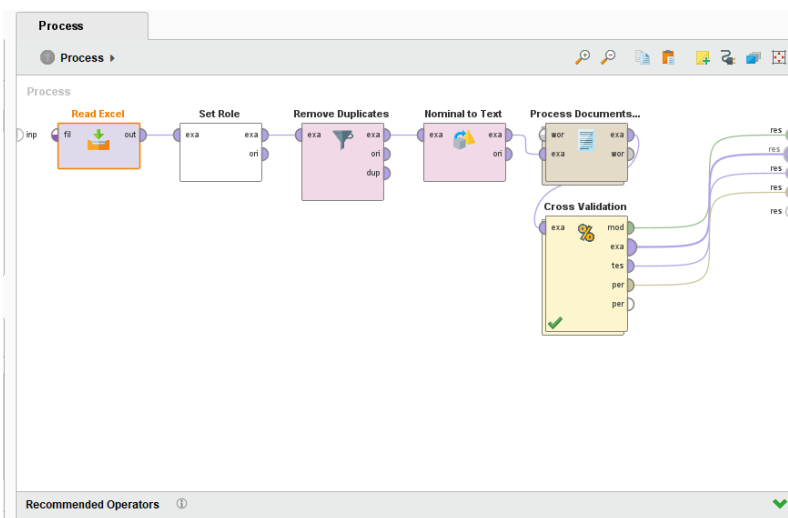 Process
Process
Process
Read Excel
Set Role
Remove Duplicates
Nominal to Text
Process Documents...
inp
fil
out
exa
exa
ori
exa
exa
ori
dup
exa
exa
ori
wor
exa
exa
wor
res
res
res
res
res
Cross Validation
exa
mod
exa
tes
per
per
Recommended Operators